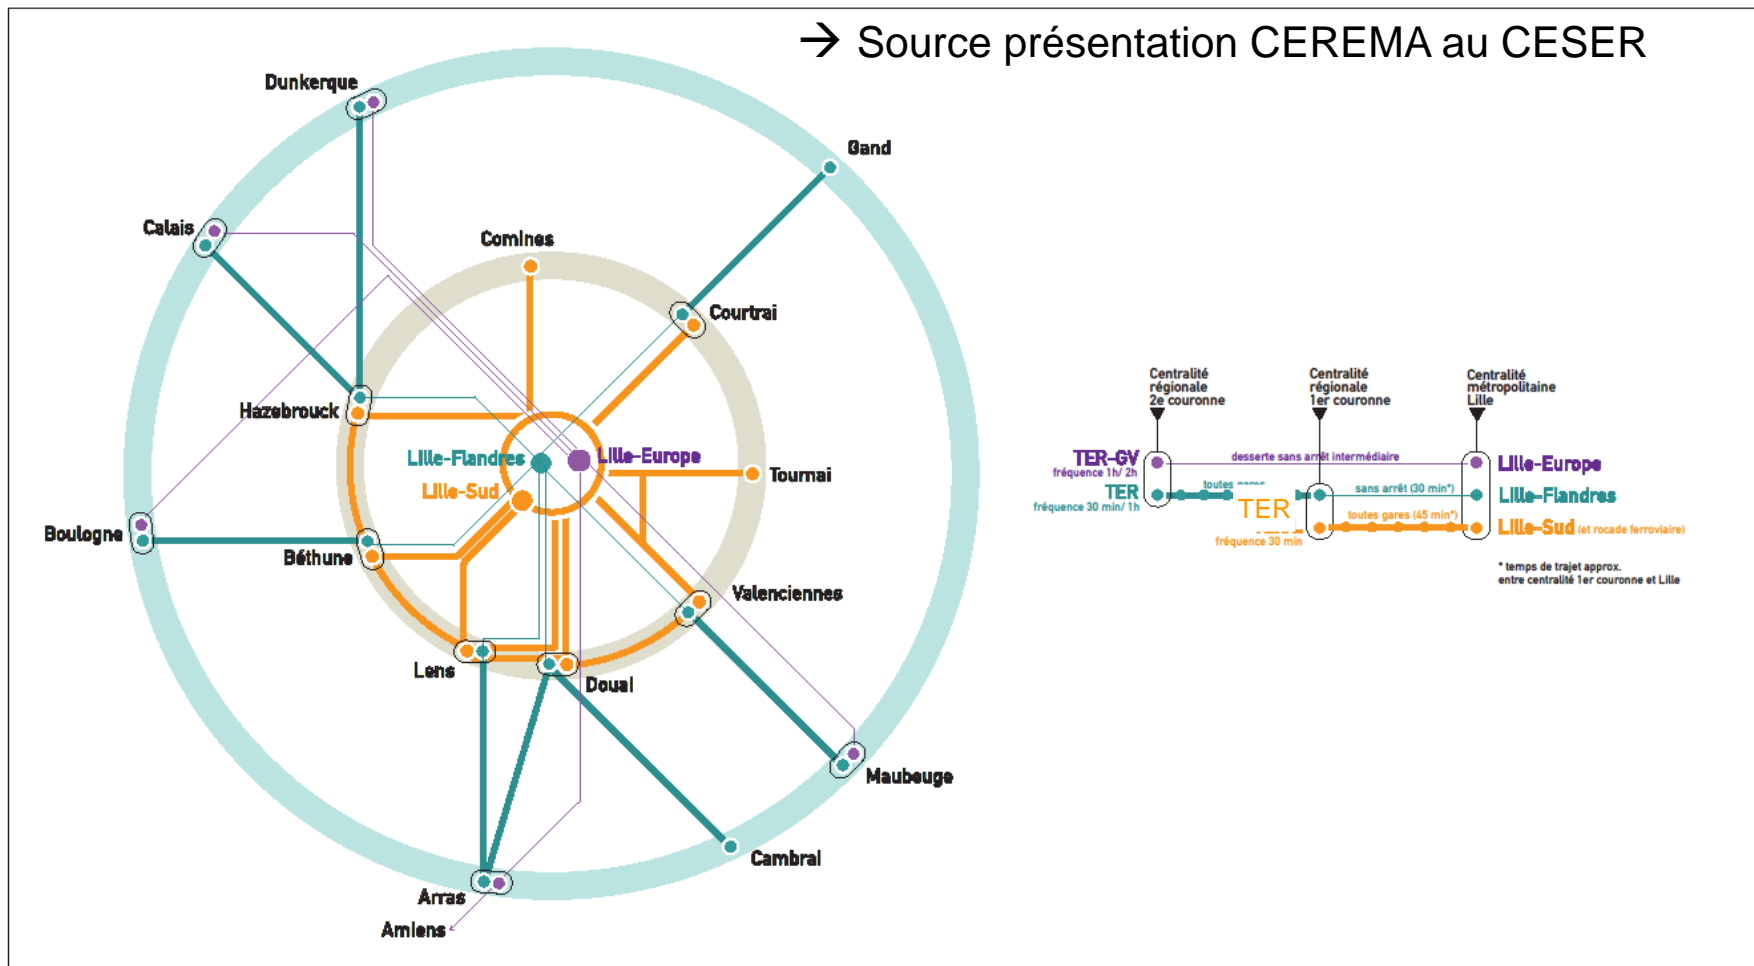 → Source présentation CEREMA au CESER
Dunkerque
Gand
Calais
Comines
Courtrai
Hazebrouck
Lille-Flandres
Lille-Europe
Lille-Sud
Tournai
Boulogne
Béthune
Valenciennes
Lens
Douai
Maubeuge
Cambrai
Arras
Amiens
Centralité
régionale
2e couronne
Centralité
régionale
1er couronne
Centralité
métropolitaine
Lille
TER-GV
fréquence 1h/ 2h
desserte sans arrêt intermédiaire
Lille-Europe
TER
fréquence 30 min/ 1h
toutes gares
sans arrêt (30 min*)
Lille-Flandres
TER
fréquence 30 min
toutes gares (45 min*)
Lille-Sud (et rocade ferroviaire)
* temps de trajet approx.
entre centralité 1er couronne et Lille